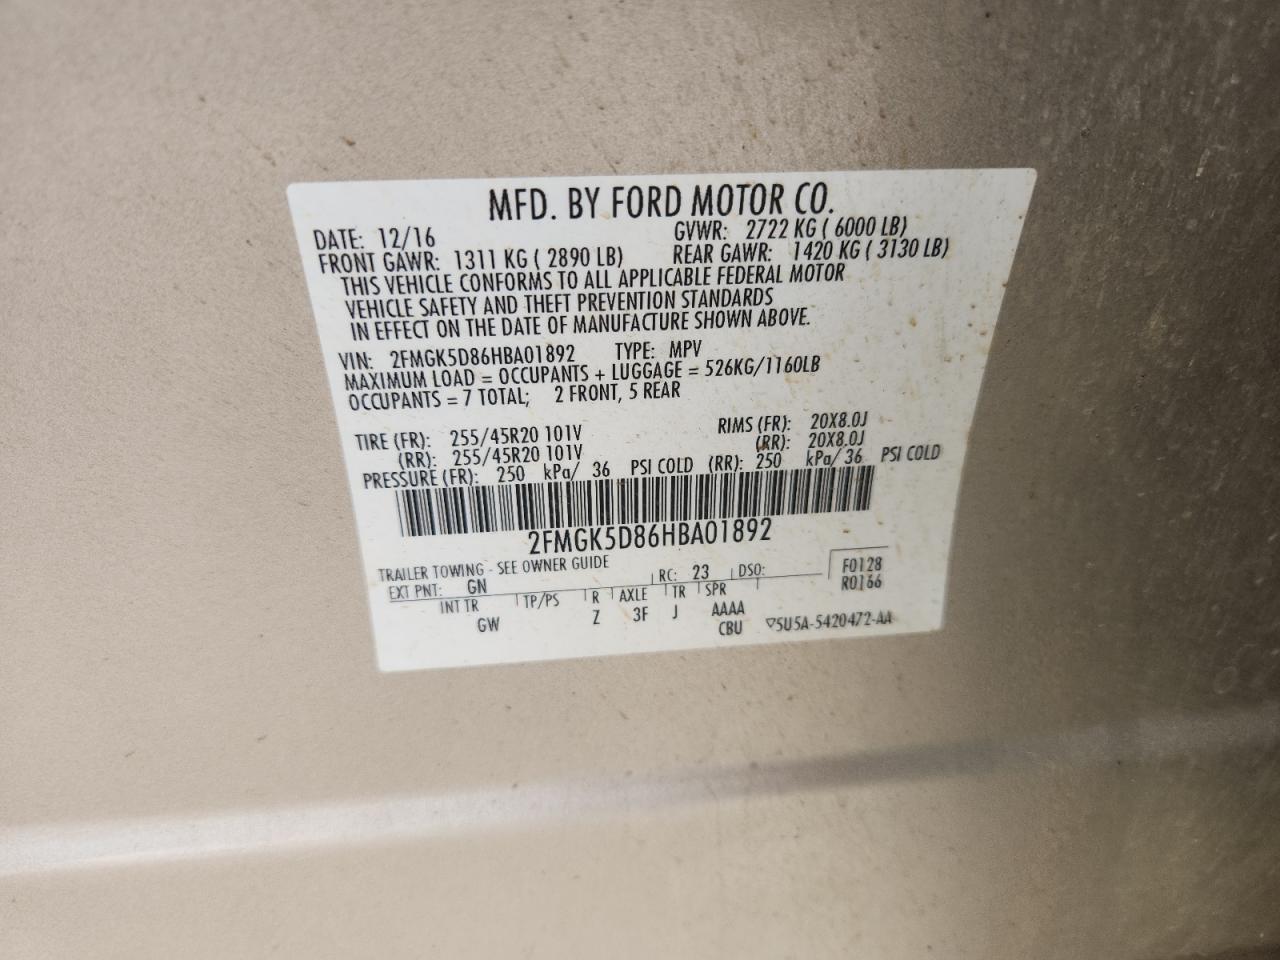 MFD. BY FORD MOTOR CO.
DATE: 12/16 GVWR: 2722 KG ( 6000 LB)
FRONT GAWR: 1311 KG ( 2890 LB) REAR GAWR: 1420 KG ( 3130 LB)
THIS VEHICLE CONFORMS TO ALL APPLICABLE FEDERAL MOTOR
VEHICLE SAFETY AND THEFT PREVENTION STANDARDS
IN EFFECT ON THE DATE OF MANUFACTURE SHOWN ABOVE.
VIN: 2FMGK5D86HBA01892 TYPE: MPV
MAXIMUM LOAD = OCCUPANTS + LUGGAGE = 526KG/1160LB
OCCUPANTS = 7 TOTAL; 2 FRONT, 5 REAR
TIRE (FR): 255/45R20 101V RIMS (FR): 20X8.0J
(RR): 255/45R20 101V (RR): 20X8.0J
PRESSURE (FR): 250 kPa/ 36 PSI COLD (RR): 250 kPa/ 36 PSI COLD
2FMGK5D86HBA01892
TRAILER TOWING - SEE OWNER GUIDE
EXT PNT: GN RC: 23 DSO: F0128
R0166
INT TR TP/PS R AXLE TR SPR
GW Z 3F J AAAA
CBU ▽5U5A-5420472-AA